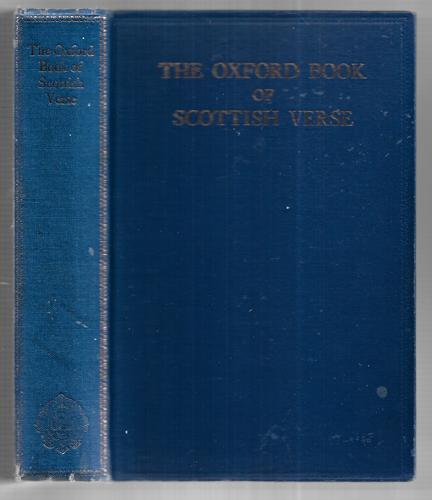 The Oxford
Book of
Scottish
Verse
THE OXFORD BOOK
OF
SCOTTISH VERSE